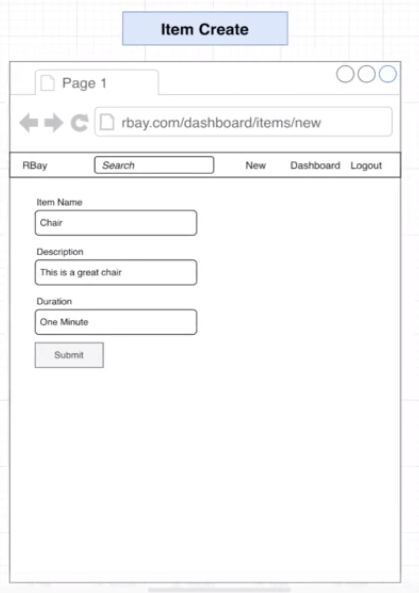 Item Create
Page 1
rbay.com/dashboard/items/new
RBay Search New Dashboard Logout
Item Name
Chair
Description
This is a great chair
Duration
One Minute
Submit